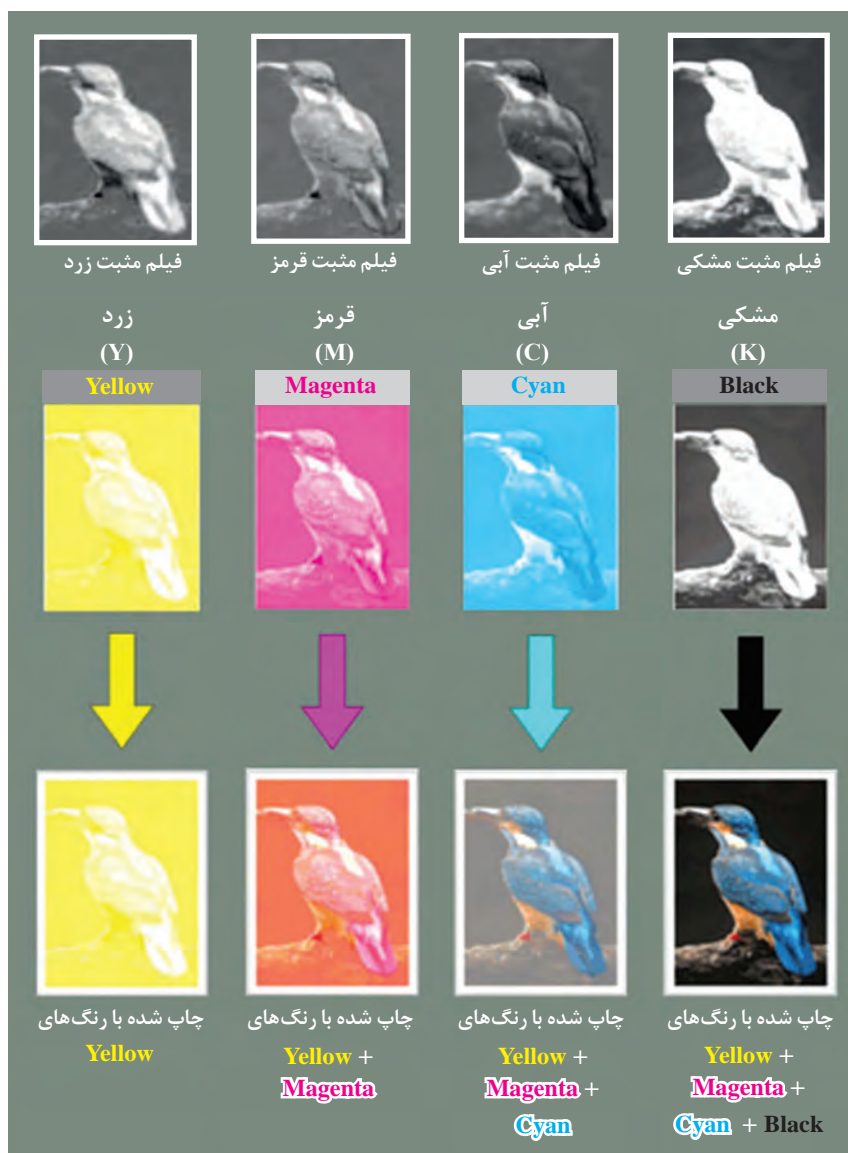 فیلم مثبت زرد
فیلم مثبت قرمز
فیلم مثبت آبی
فیلم مثبت مشکی
زرد
(Y)
Yellow
قرمز
(M)
Magenta
آبی
(C)
Cyan
مشکی
(K)
Black
چاپ شده با رنگ‌های
Yellow
چاپ شده با رنگ‌های
Yellow +
Magenta
چاپ شده با رنگ‌های
Yellow +
Magenta +
Cyan
چاپ شده با رنگ‌های
Yellow +
Magenta +
Cyan + Black